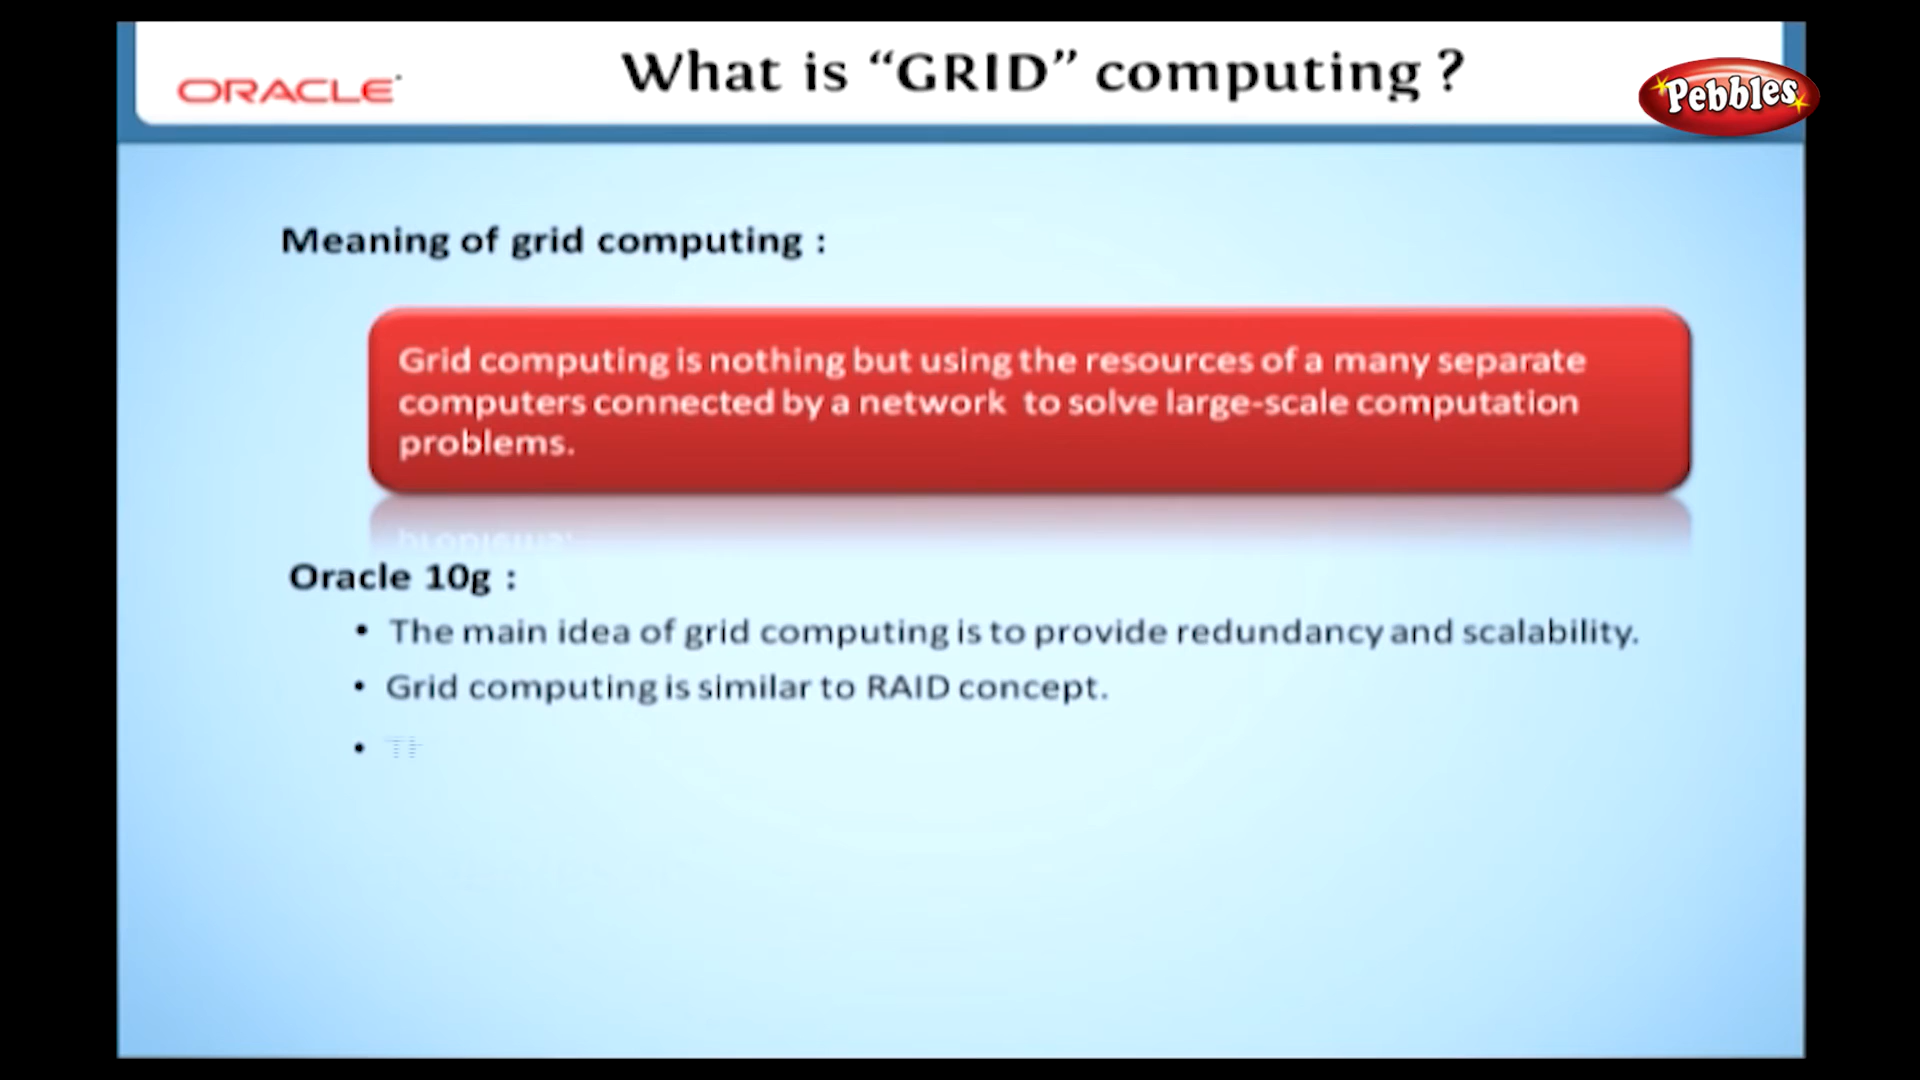 What is “GRID” computing ?
ORACLE
Pebbles
Meaning of grid computing :
Grid computing is nothing but using the resources of a many separate
computers connected by a network to solve large-scale computation
problems.
Oracle 10g :
• The main idea of grid computing is to provide redundancy and scalability.
• Grid computing is similar to RAID concept.
•